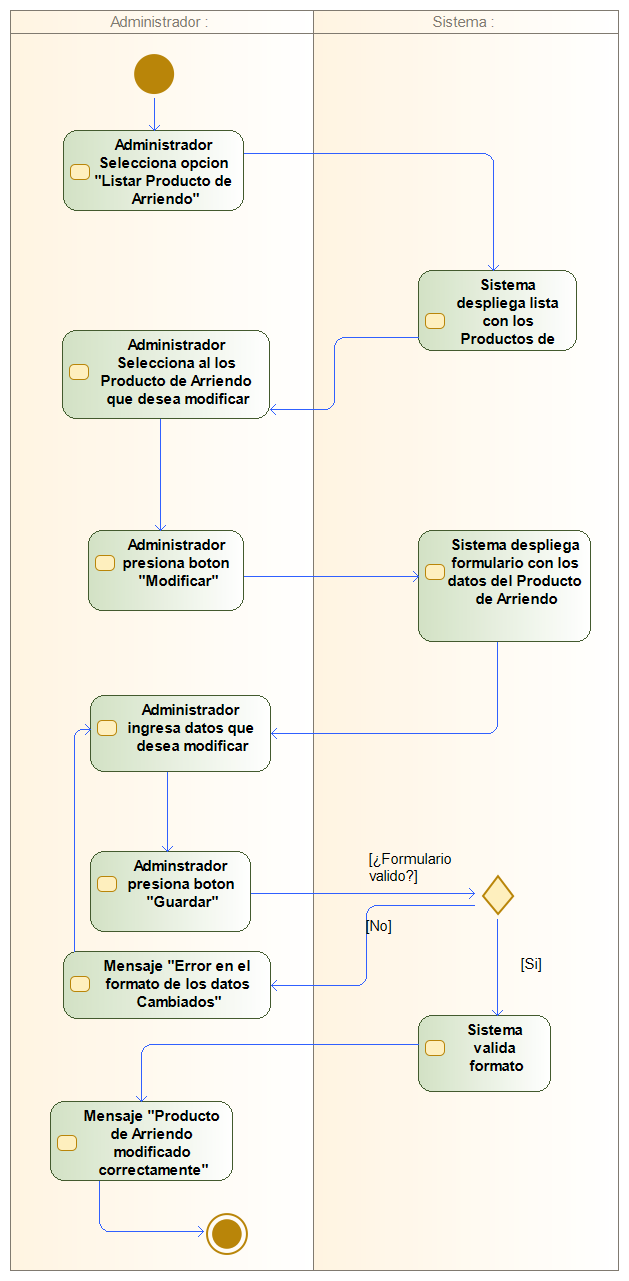 Administrador :
Sistema :
Administrador
Selecciona opcion
"Listar Producto de
Arriendo"
Sistema
despliega lista
con los
Productos de
Administrador
Selecciona al los
Producto de Arriendo
que desea modificar
Administrador
presiona boton
"Modificar"
Sistema despliega
formulario con los
datos del Producto
de Arriendo
Administrador
ingresa datos que
desea modificar
Adminstrador
presiona boton
"Guardar"
[¿Formulario
valido?]
[No]
[Si]
Mensaje "Error en el
formato de los datos
Cambiados"
Sistema
valida
formato
Mensaje "Producto
de Arriendo
modificado
correctamente"